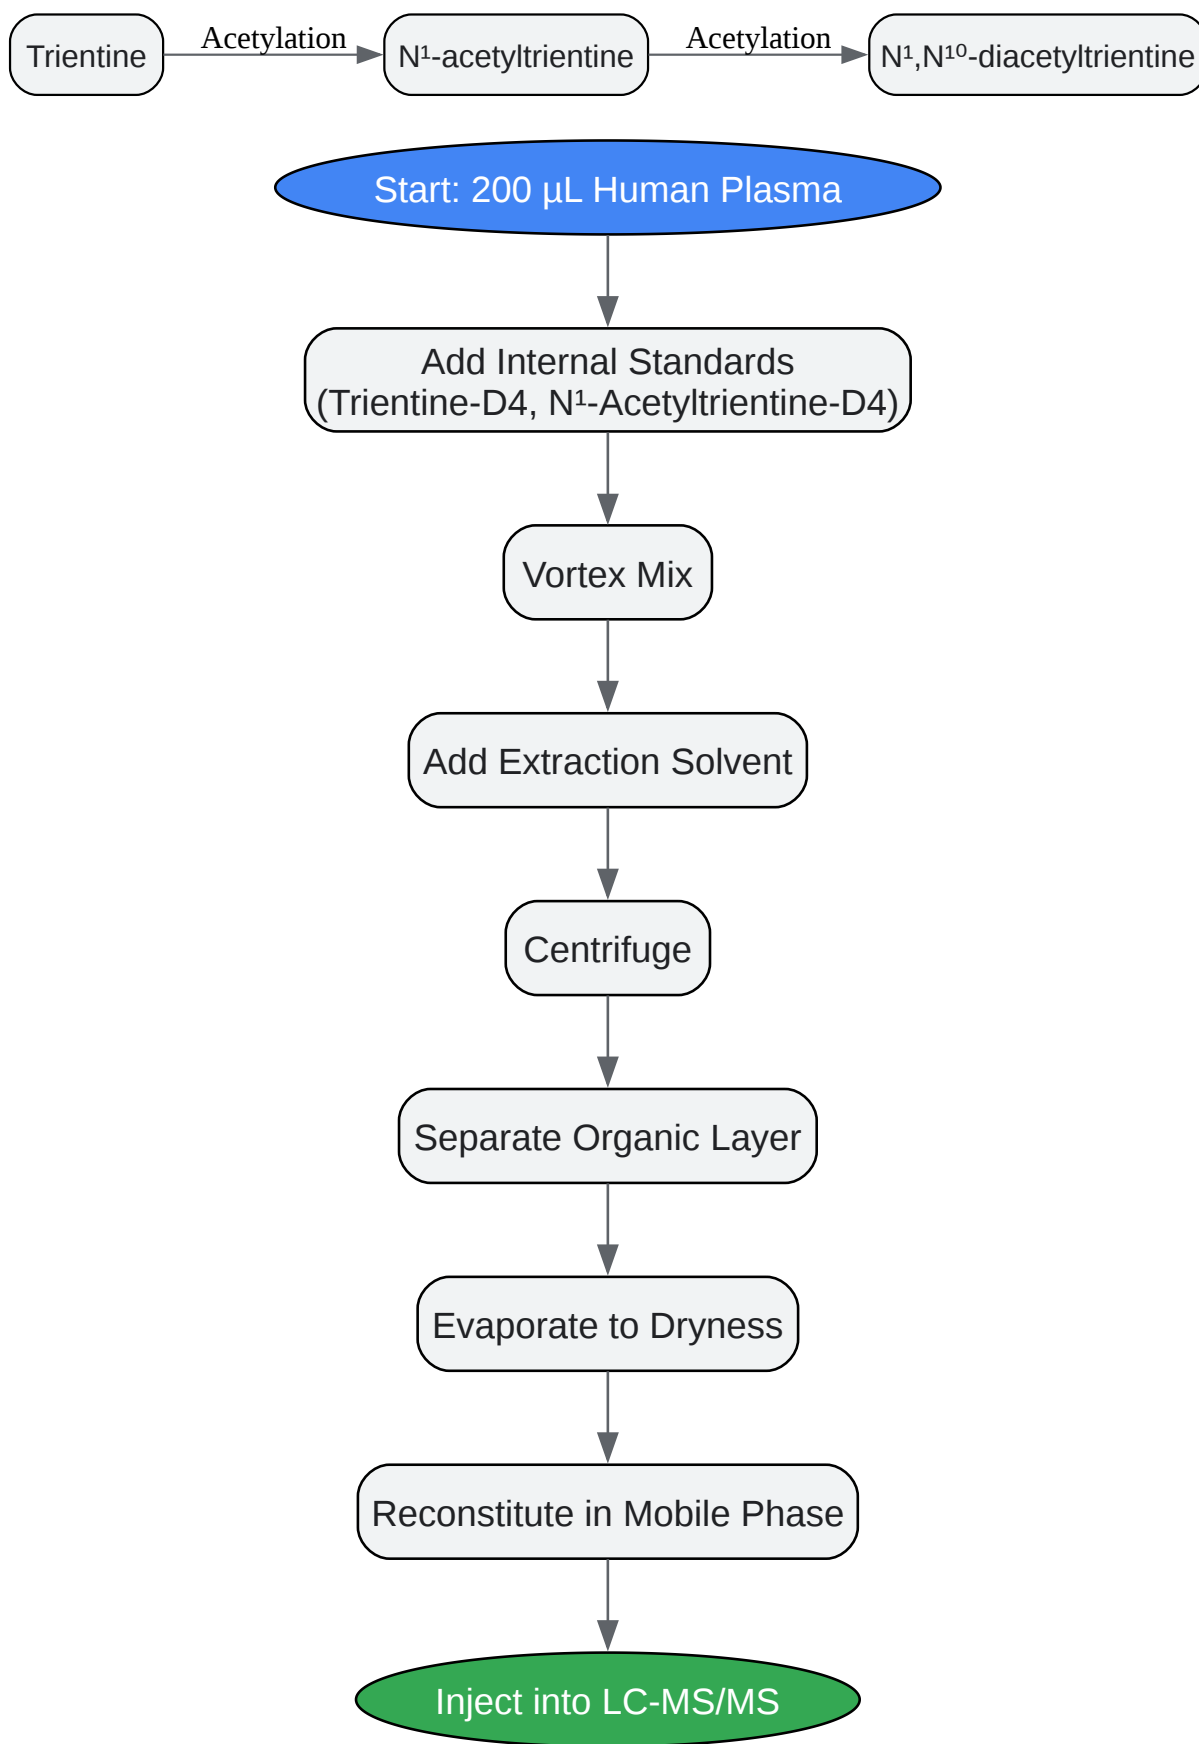 Trientine
Acetylation
N¹-acetyltrientine
Acetylation
N¹,N¹⁰-diacetyltrientine
Start: 200 µL Human Plasma
Add Internal Standards
(Trientine-D4, N¹-Acetyltrientine-D4)
Vortex Mix
Add Extraction Solvent
Centrifuge
Separate Organic Layer
Evaporate to Dryness
Reconstitute in Mobile Phase
Inject into LC-MS/MS